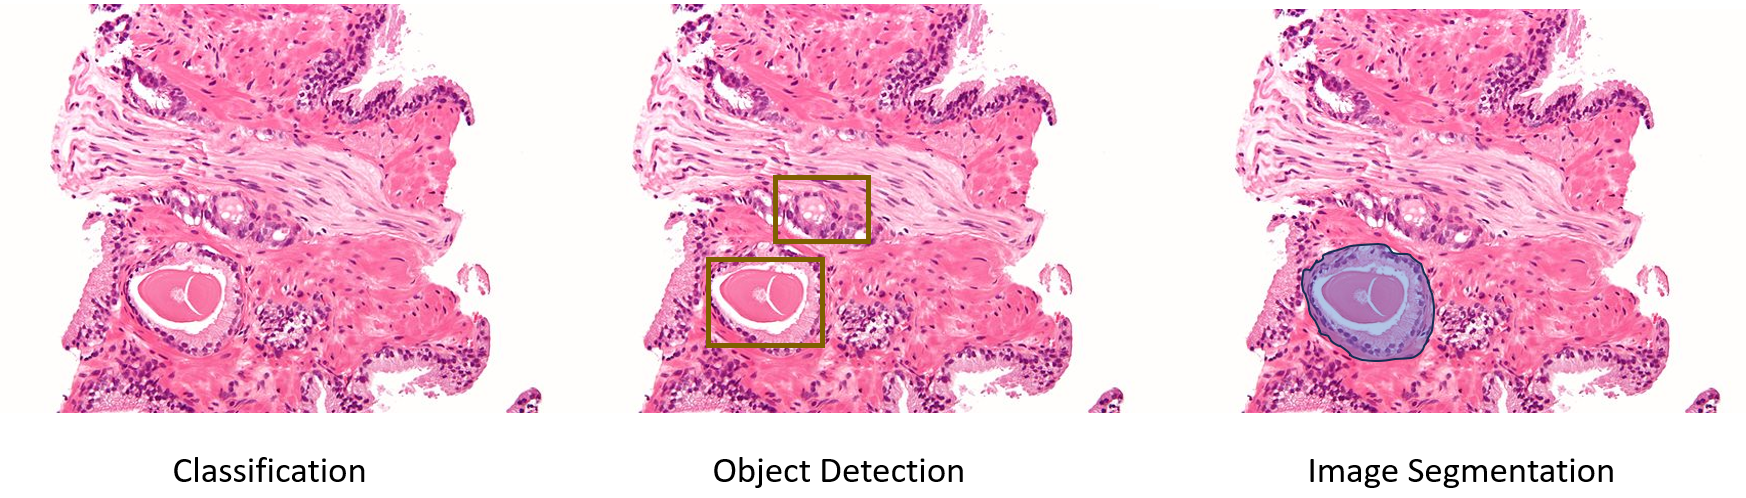 Classification
Object Detection
Image Segmentation